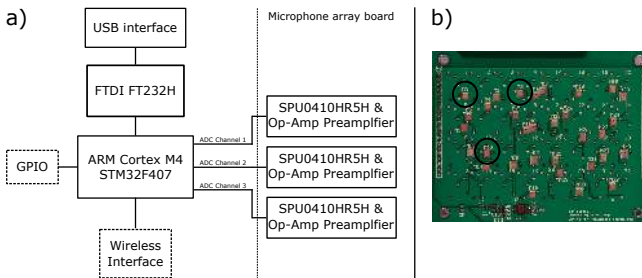 a)
USB interface
Microphone array board
b)
FTDI FT232H
SPU0410HR5H &
Op-Amp Preamplfier
ADC Channel 1
GPIO
ARM Cortex M4
STM32F407
ADC Channel 2
SPU0410HR5H &
Op-Amp Preamplfier
ADC Channel 3
SPU0410HR5H &
Op-Amp Preamplfier
Wireless
Interface